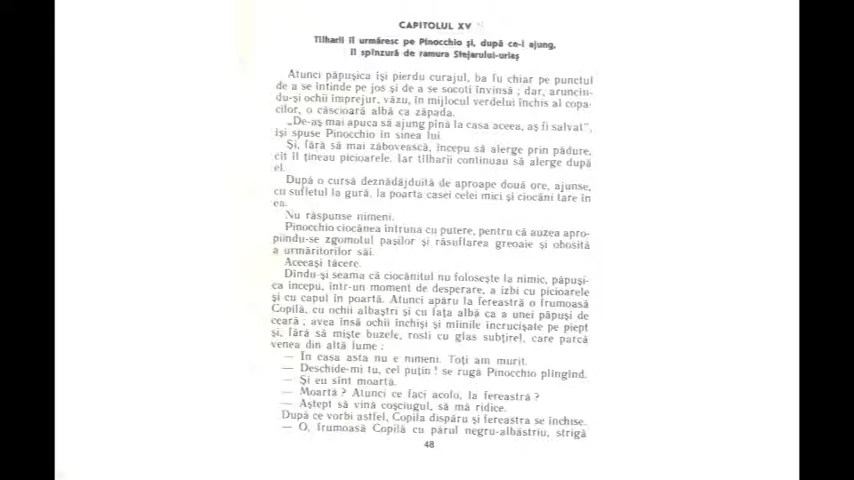 CAPITOLUL XV
Tîlharii îl urmăresc pe Pinocchio și, după ce-l ajung,
îl spînzură de ramura Stejarului-uriaș
Atunci păpușica își pierdu curajul, ba fu chiar pe punctul
de a se întinde pe jos și de a se socoti învinsă ; dar, aruncîn-
du-și ochii împrejur, văzu, în mijlocul verdelui închis al copa-
cilor, o căscioară albă ca zăpada.
„De-aș mai apuca să ajung pînă la casa aceea, aș fi salvat",
își spuse Pinocchio în sinea lui.
Și, fără să mai zăbovească, începu să alerge prin pădure,
cît îl țineau picioarele. Iar tîlharii continuau să alerge după
el.
După o cursă deznădăjduită de aproape două ore, ajunse,
cu sufletul la gură, la poarta casei celei mici și ciocăni tare în
ea.
Nu răspunse nimeni.
Pinocchio ciocănea întruna cu putere, pentru că auzea apro-
piindu-se zgomotul pașilor și răsuflarea greoaie și obosită
a urmăritorilor săi.
Aceeași tăcere.
Dîndu-și seama că ciocănitul nu folosește la nimic, păpuși-
ca începu, într-un moment de desperare, a izbi cu picioarele
și cu capul în poartă. Atunci apăru la fereastră o frumoasă
Copilă, cu ochii albaștri și cu fața albă ca a unei păpuși de
ceară ; avea însă ochii închiși și mîinile încrucișate pe piept
și, fără să miște buzele, rosti cu glas subțirel, care parcă
venea din altă lume :
— În casa asta nu e nimeni. Toți am murit.
— Deschide-mi tu, cel puțin ! se rugă Pinocchio plîngînd.
— Și eu sînt moartă.
— Moartă ? Atunci ce faci acolo, la fereastră ?
— Aștept să vină coșciugul, să mă ridice.
După ce vorbi astfel, Copila dispăru și fereastra se închise.
— O, frumoasă Copilă cu părul negru-albăstriu, strigă
48